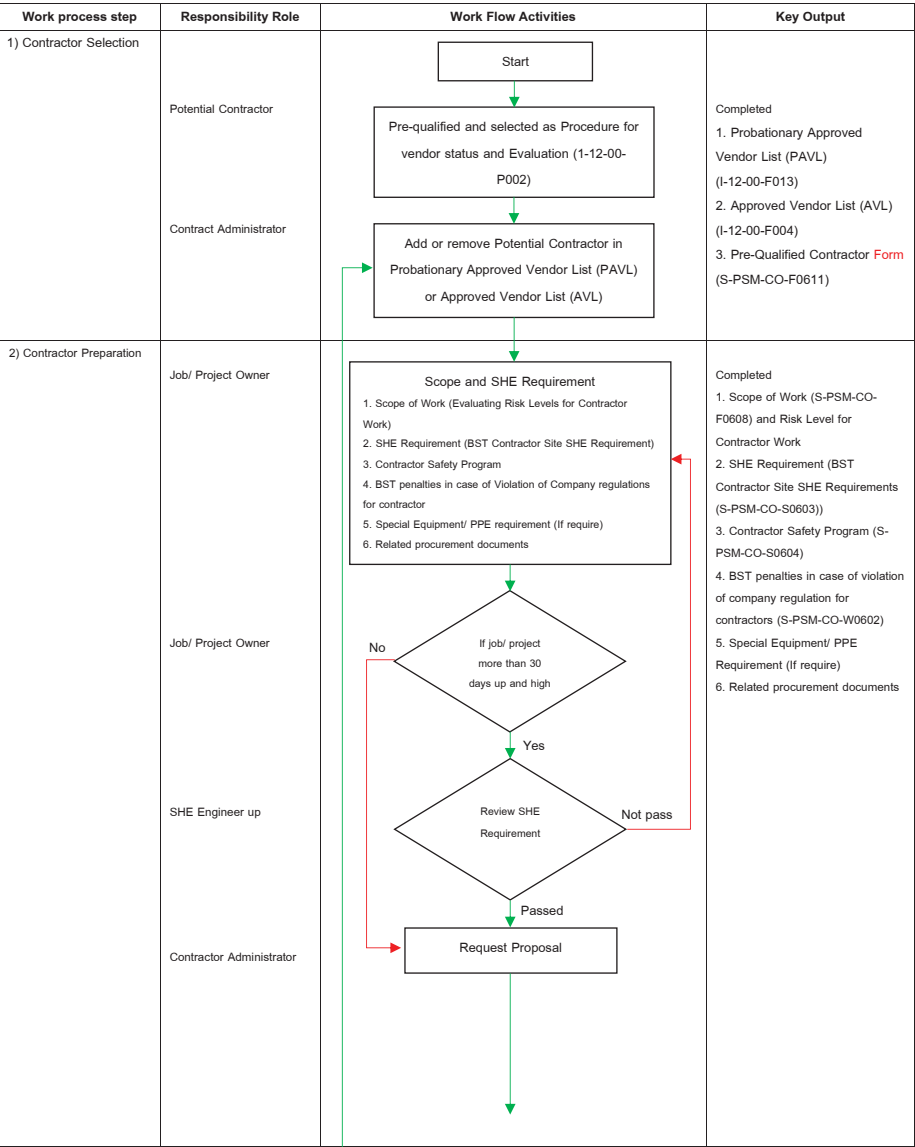 Work process step
Responsibility Role
Work Flow Activities
Key Output
1) Contractor Selection
Start
Potential Contractor
Pre-qualified and selected as Procedure for
vendor status and Evaluation (1-12-00-
P002)
Contract Administrator
Add or remove Potential Contractor in
Probationary Approved Vendor List (PAVL)
or Approved Vendor List (AVL)
Completed
1. Probationary Approved
Vendor List (PAVL)
(I-12-00-F013)
2. Approved Vendor List (AVL)
(I-12-00-F004)
3. Pre-Qualified Contractor Form
(S-PSM-CO-F0611)
2) Contractor Preparation
Job/ Project Owner
Scope and SHE Requirement
1. Scope of Work (Evaluating Risk Levels for Contractor
Work)
2. SHE Requirement (BST Contractor Site SHE Requirement)
3. Contractor Safety Program
4. BST penalties in case of Violation of Company regulations
for contractor
5. Special Equipment/ PPE requirement (If require)
6. Related procurement documents
Completed
1. Scope of Work (S-PSM-CO-
F0608) and Risk Level for
Contractor Work
2. SHE Requirement (BST
Contractor Site SHE Requirements
(S-PSM-CO-S0603))
3. Contractor Safety Program (S-
PSM-CO-S0604)
4. BST penalties in case of violation
of company regulation for
contractors (S-PSM-CO-W0602)
5. Special Equipment/ PPE
Requirement (If require)
6. Related procurement documents
Job/ Project Owner
No
If job/ project
more than 30
days up and high
Yes
SHE Engineer up
Review SHE
Requirement
Not pass
Passed
Contractor Administrator
Request Proposal